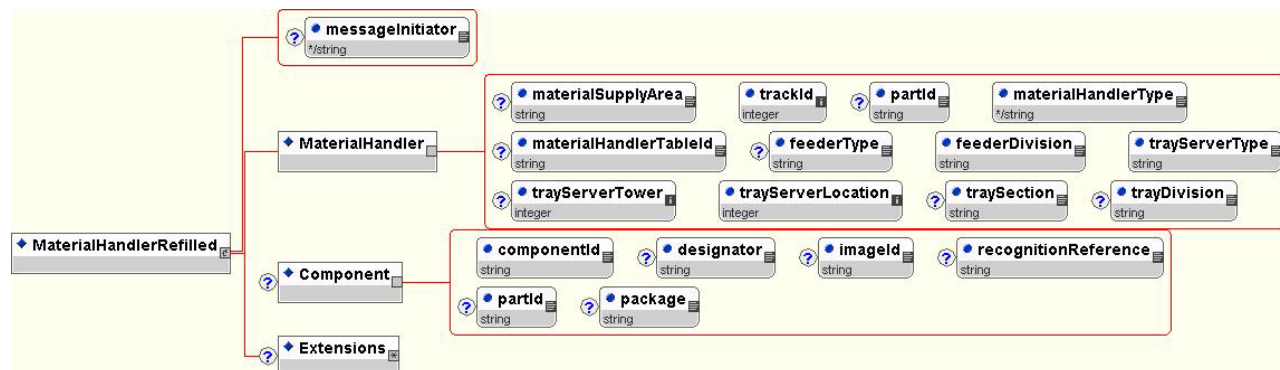 ? messageInitiator
*/string
? materialSupplyArea trackId ? partId materialHandlerType
string integer string */string
MaterialHandler ? materialHandlerTableId ? feederType feederDivision trayServerType
string string string string
? trayServerTower trayServerLocation ? traySection ? trayDivision
integer integer string string
MaterialHandlerRefilled
? Component componentId ? designator ? imageId ? recognitionReference
string string string string
? partId ? package
string string
? Extensions